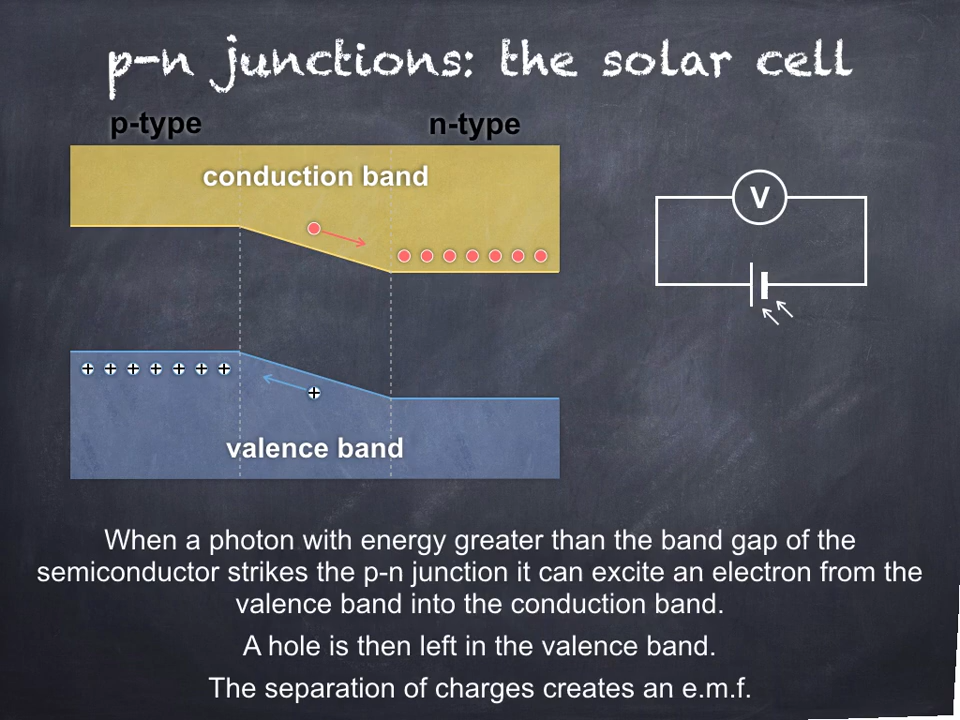 p-n junctions: the solar cell
p-type
n-type
conduction band
V
valence band
When a photon with energy greater than the band gap of the
semiconductor strikes the p-n junction it can excite an electron from the
valence band into the conduction band.
A hole is then left in the valence band.
The separation of charges creates an e.m.f.